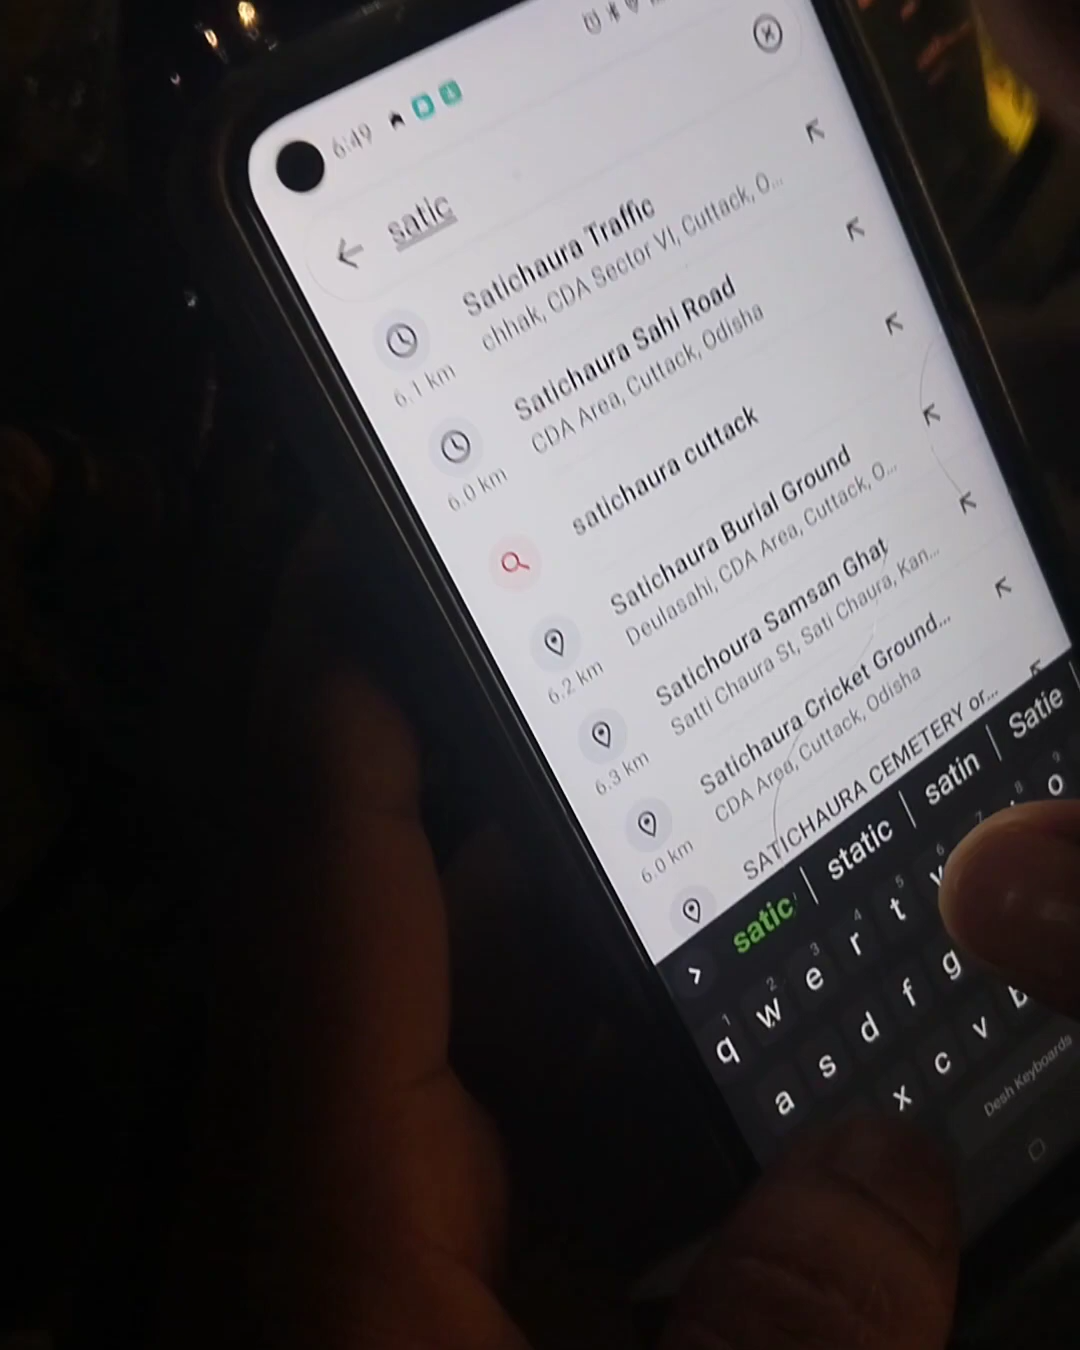 6:49
satic
Satichaura Traffic
chhak, CDA Sector VI, Cuttack, O...
6.1 km
Satichaura Sahi Road
CDA Area, Cuttack, Odisha
6.0 km
satichaura cuttack
Satichaura Burial Ground
Deulasahi, CDA Area, Cuttack, O...
6.2 km
Satichoura Samsan Ghat
Satti Chaura St, Sati Chaura, Kan...
6.3 km
Satichaura Cricket Ground...
CDA Area, Cuttack, Odisha
6.0 km
SATICHAURA CEMETERY or...
satic static satin Satie
1 2 3 4 5 6 7 8 9
q w e r t y o
a s d f g
x c v b
Desh Keyboards